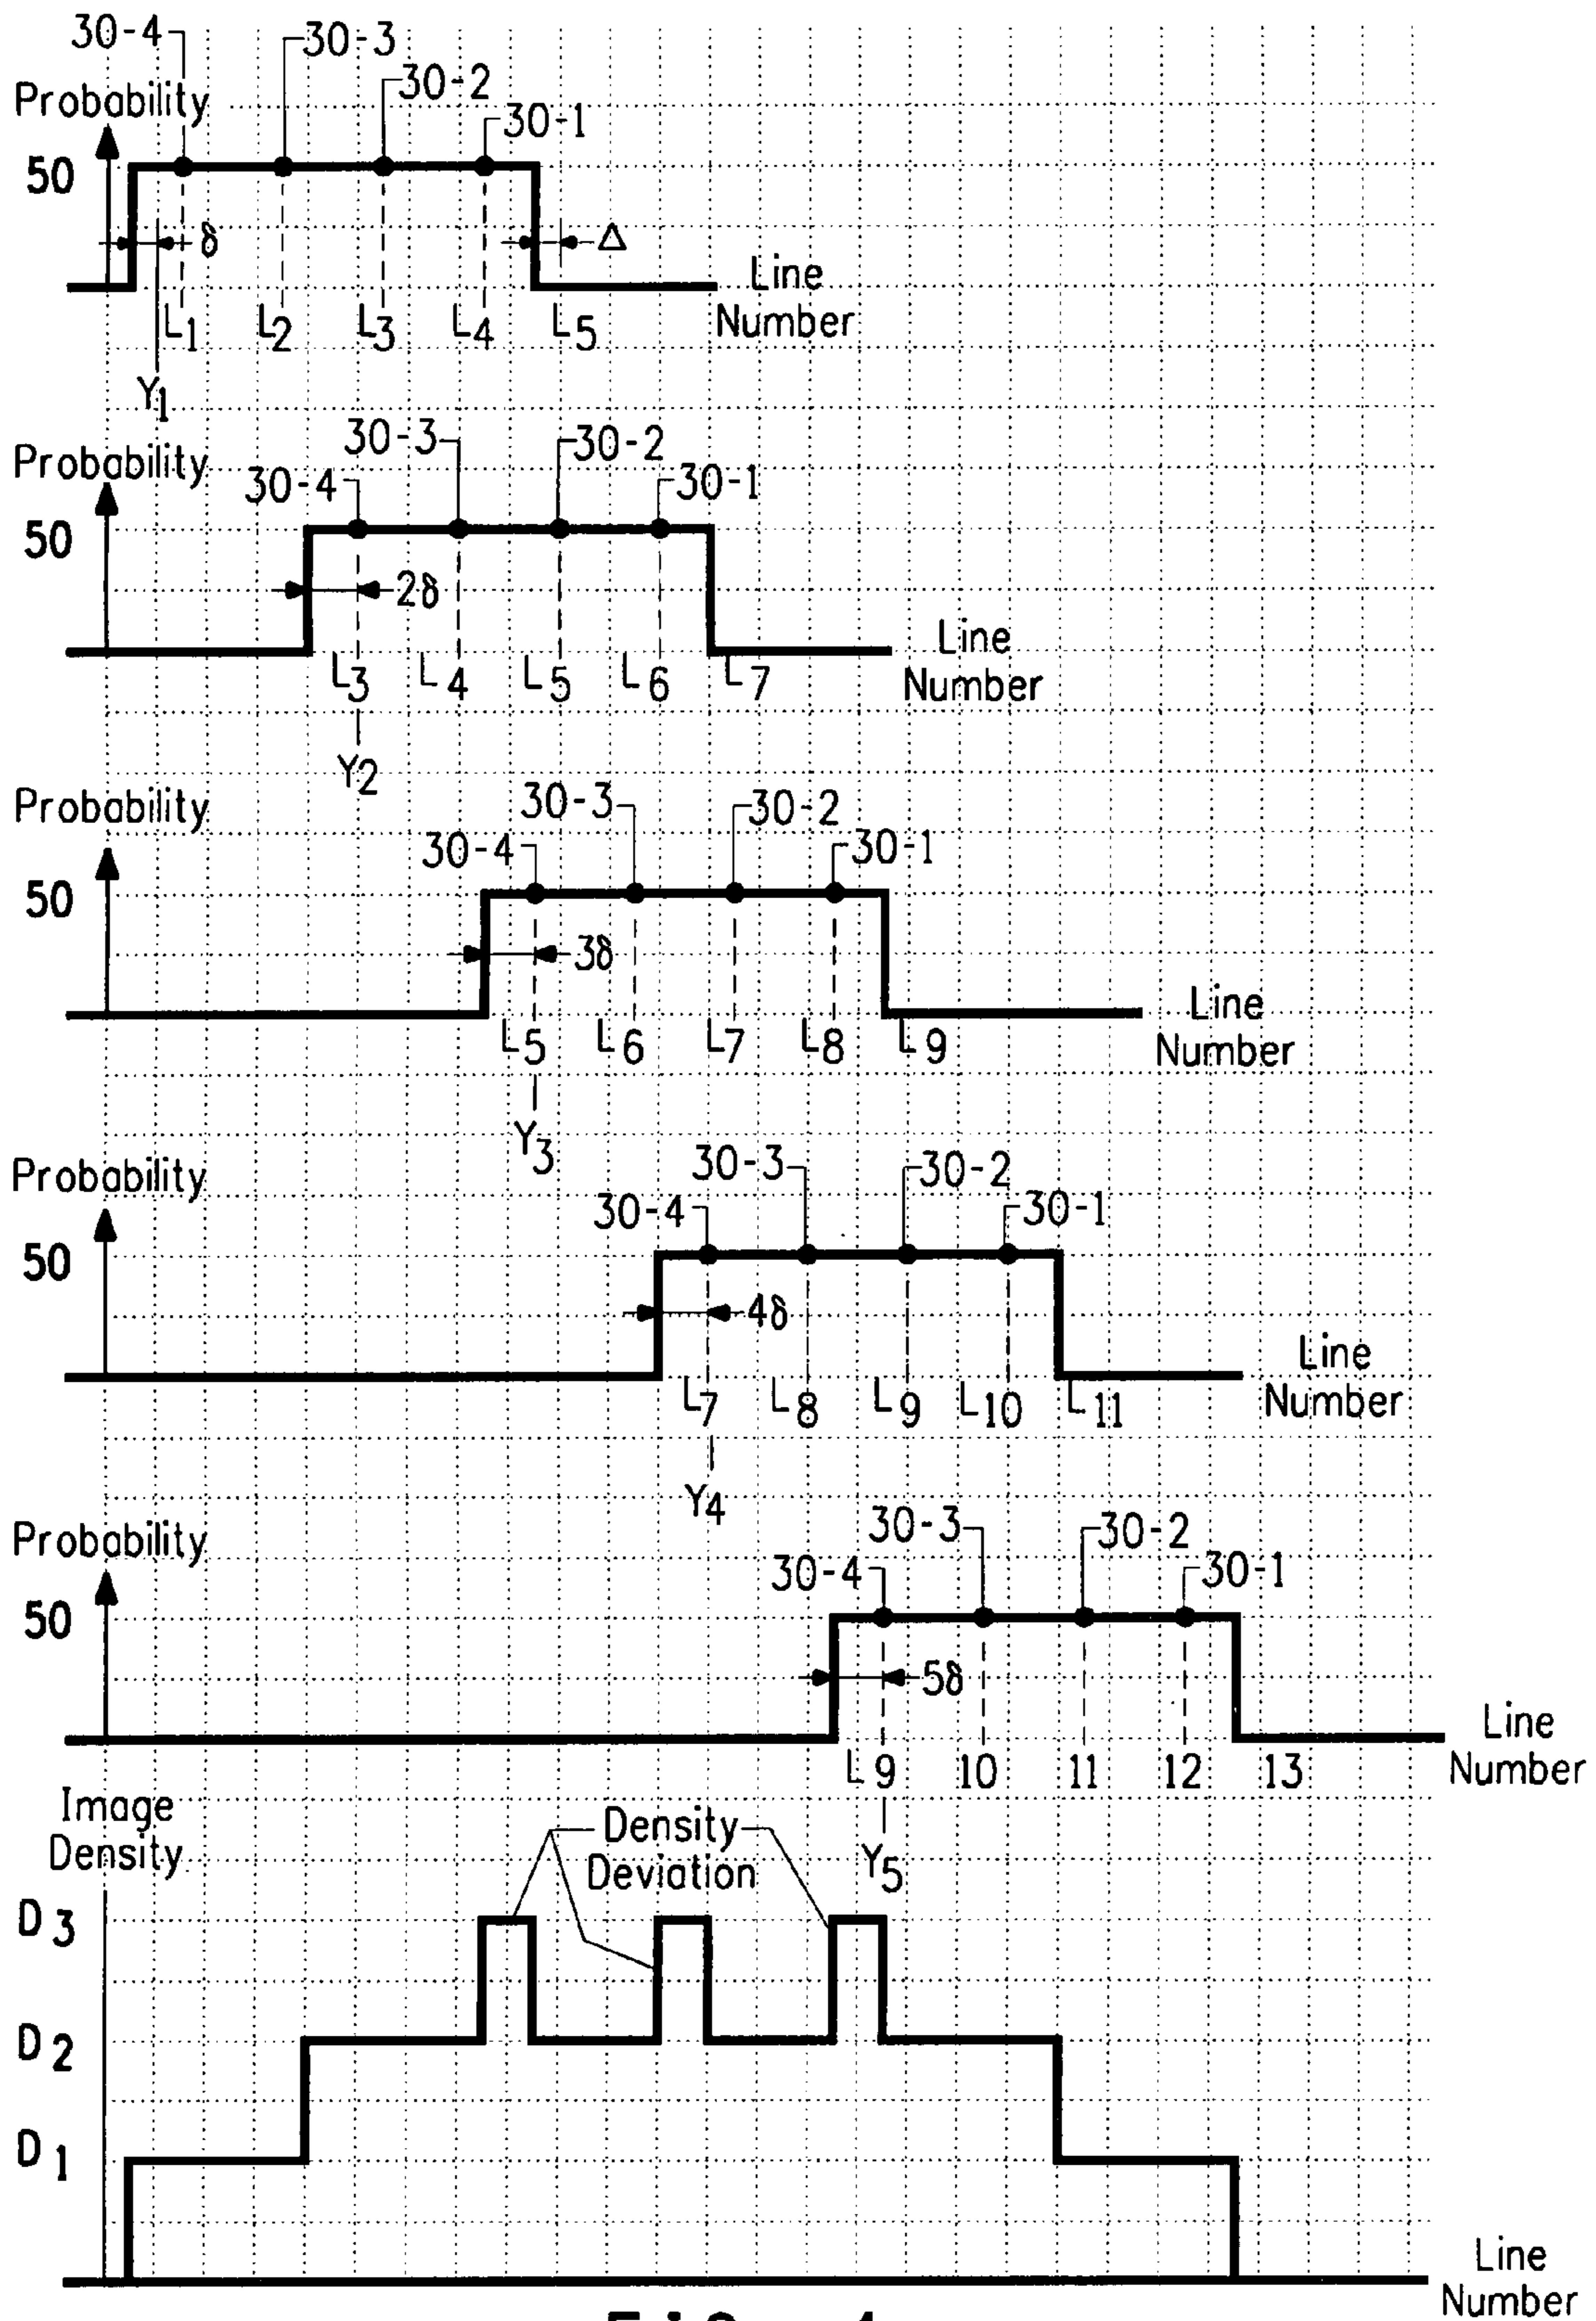 30-4
30-3
30-2
30-1
Probability
50
δ
Δ
Line
Number
L1 L2 L3 L4 L5
Y1
Probability
30-4
30-3
30-2
30-1
50
2δ
Line
Number
L3 L4 L5 L6 L7
Y2
Probability
30-4
30-3
30-2
30-1
50
3δ
Line
Number
L5 L6 L7 L8 L9
Y3
Probability
30-4
30-3
30-2
30-1
50
4δ
Line
Number
L7 L8 L9 L10 L11
Y4
Probability
30-4
30-3
30-2
30-1
50
5δ
Line
Number
L9 10 11 12 13
Y5
Image
Density
Density
Deviation
D3
D2
D1
Line
Number